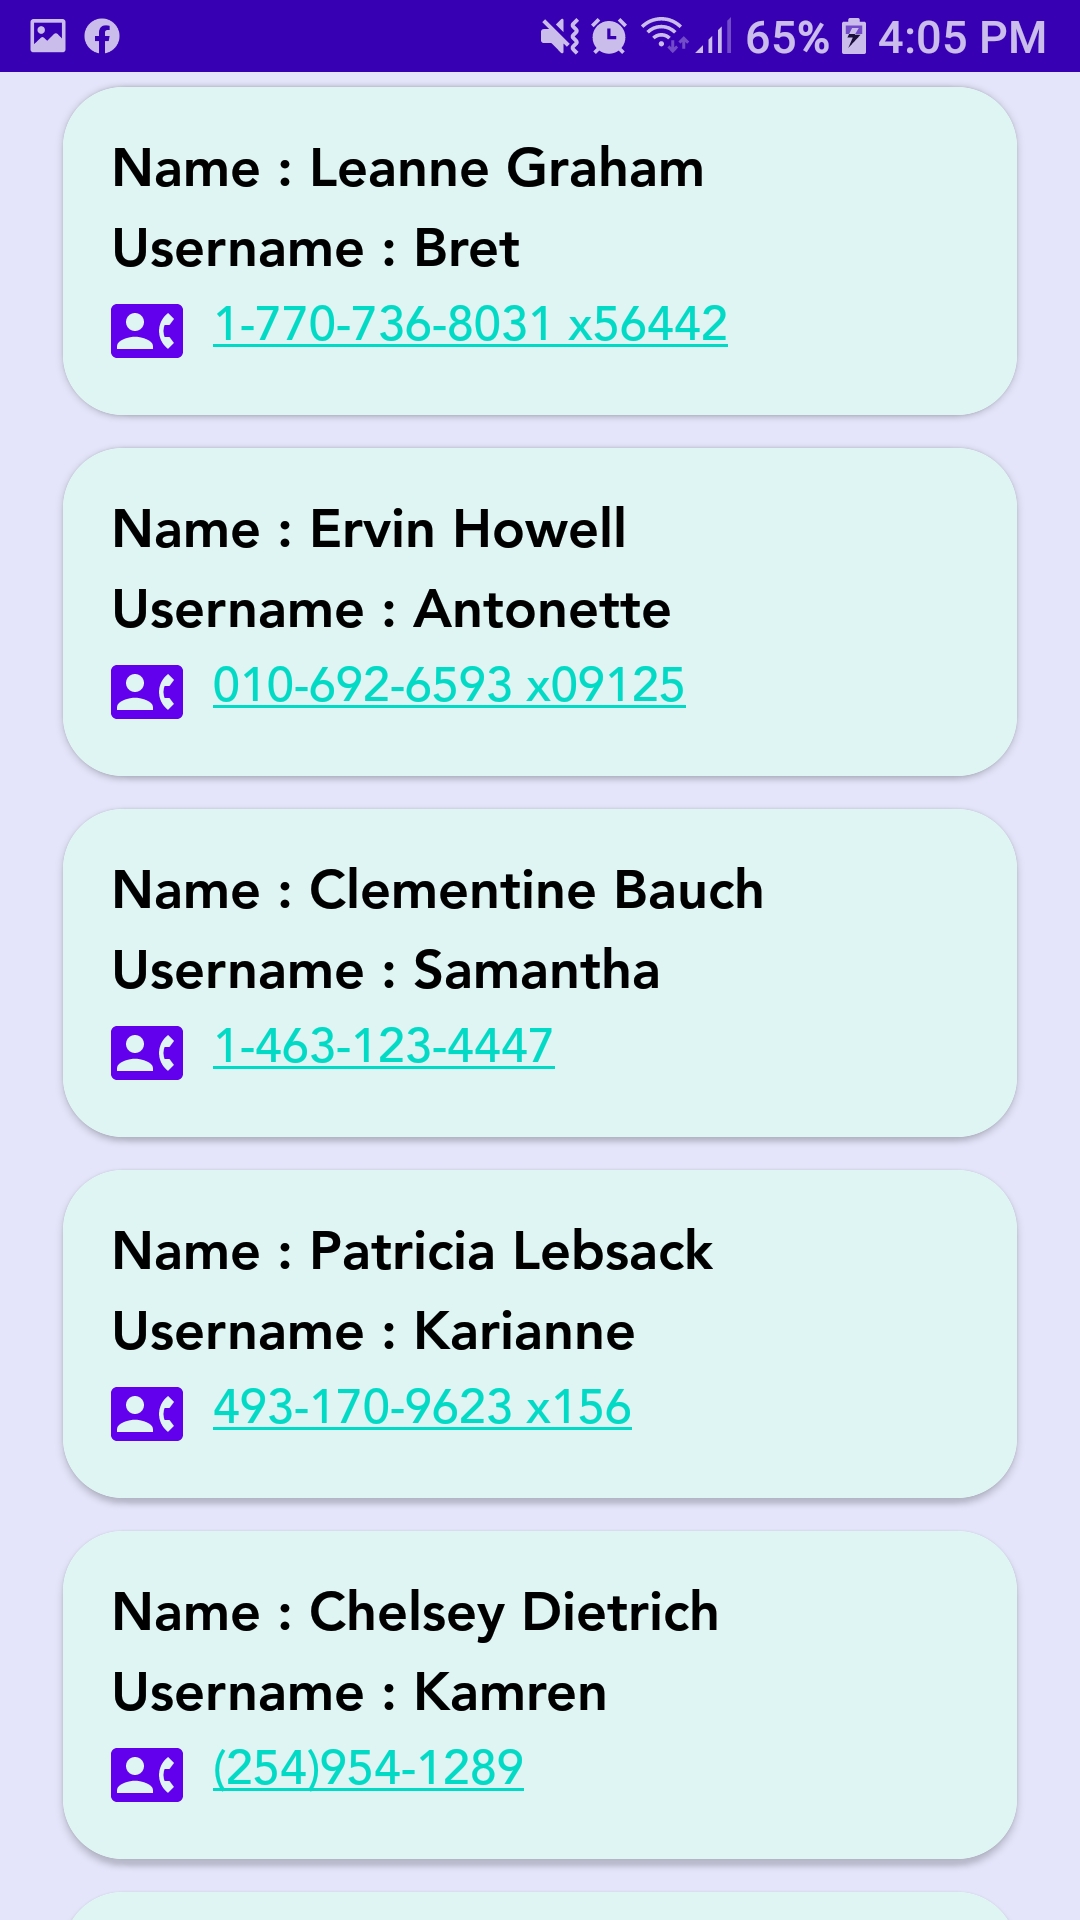 65% 4:05 PM
Name : Leanne Graham
Username : Bret
1-770-736-8031 x56442
Name : Ervin Howell
Username : Antonette
010-692-6593 x09125
Name : Clementine Bauch
Username : Samantha
1-463-123-4447
Name : Patricia Lebsack
Username : Karianne
493-170-9623 x156
Name : Chelsey Dietrich
Username : Kamren
(254)954-1289